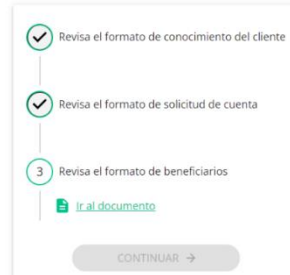 Revisa el formato de conocimiento del cliente
Revisa el formato de solicitud de cuenta
3 Revisa el formato de beneficiarios
Ir al documento
CONTINUAR →